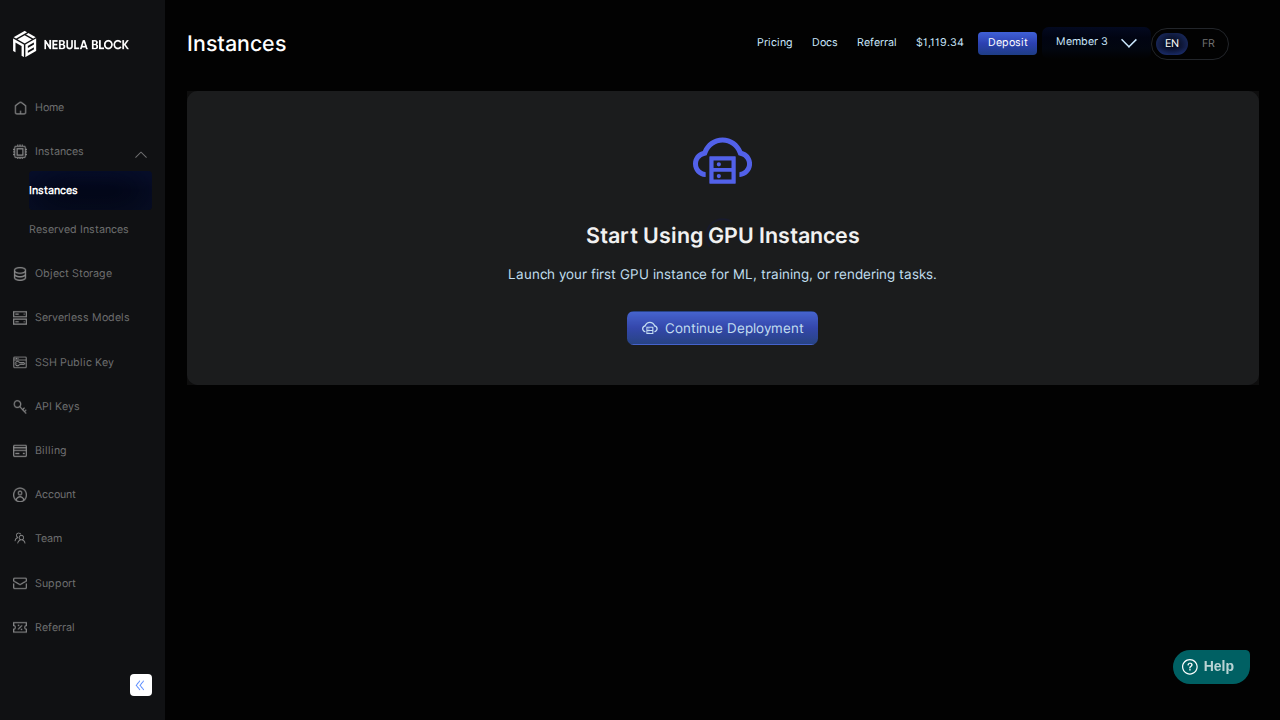 NEBULA BLOCK
Instances
Pricing
Docs
Referral
$1,119.34
Deposit
Member 3
EN
FR
Home
Instances
Instances
Reserved Instances
Object Storage
Serverless Models
SSH Public Key
API Keys
Billing
Account
Team
Support
Referral
Start Using GPU Instances
Launch your first GPU instance for ML, training, or rendering tasks.
Continue Deployment
Help